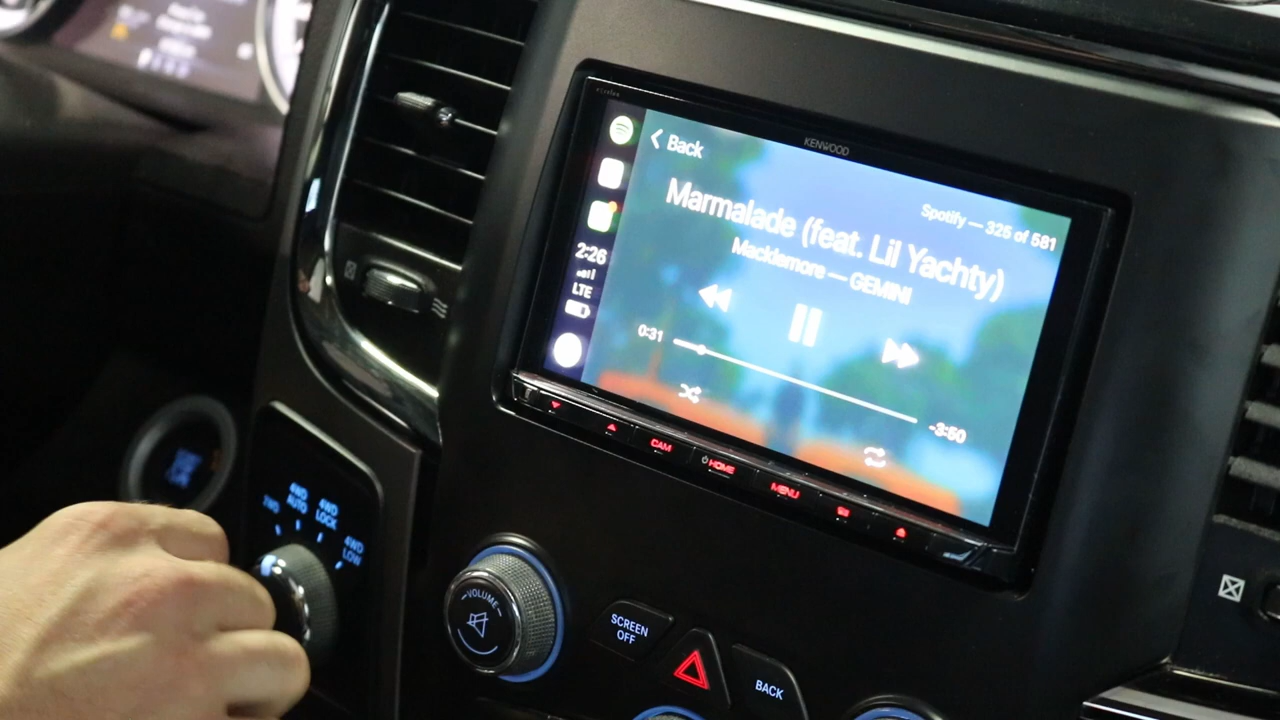 KENWOOD
Back
Spotify — 325 of 581
Marmalade (feat. Lil Yachty)
Macklemore — GEMINI
2:26
LTE
0:31
-3:50
CAM
HOME
MENU
2WD
4WD AUTO
4WD LOCK
4WD LOW
VOLUME
SCREEN
OFF
BACK